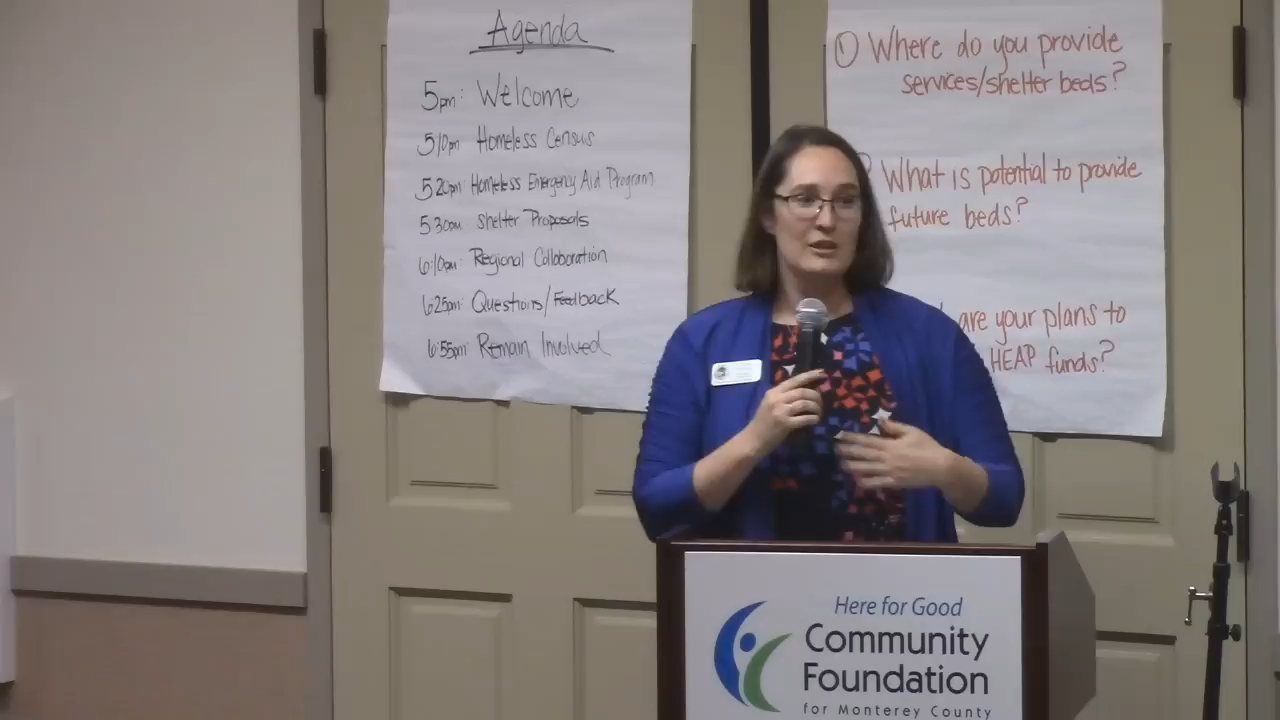 Agenda
5pm: Welcome
5:10pm Homeless Census
5:20pm: Homeless Emergency Aid Program
5:30pm Shelter Proposals
6:10pm: Regional Collaboration
6:25pm: Questions/Feedback
6:55pm: Remain Involved
① Where do you provide
services/shelter beds?
What is potential to provide
future beds?
are your plans to
HEAP funds?
Here for Good
Community
Foundation
for Monterey County